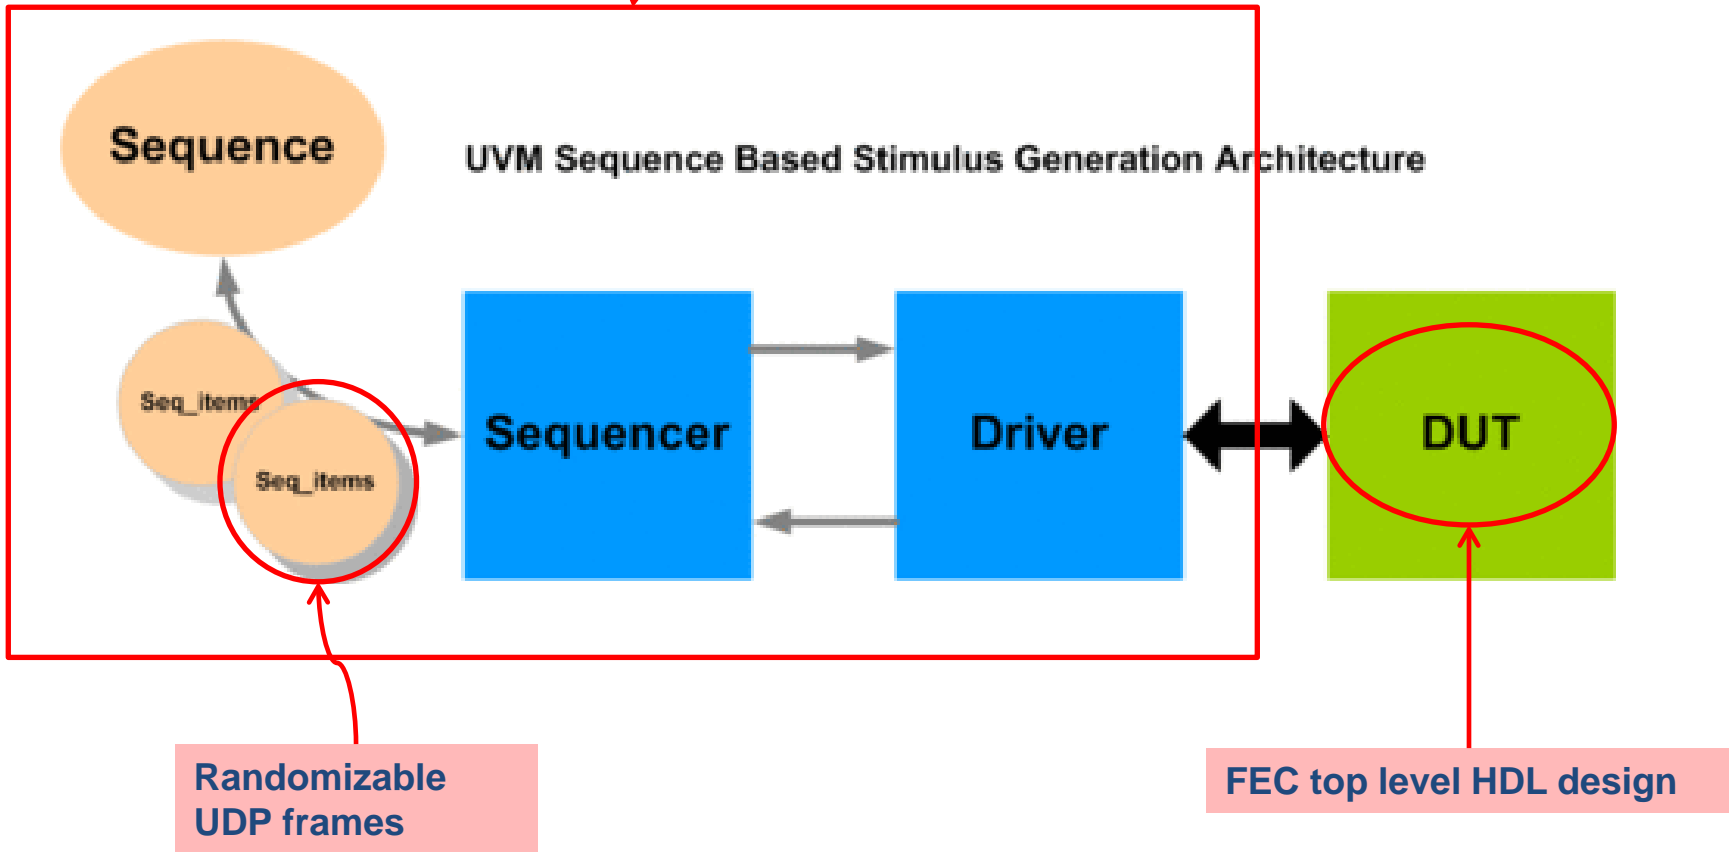 Sequence
UVM Sequence Based Stimulus Generation Architecture
Seq_items
Seq_items
Sequencer
Driver
DUT
Randomizable
UDP frames
FEC top level HDL design